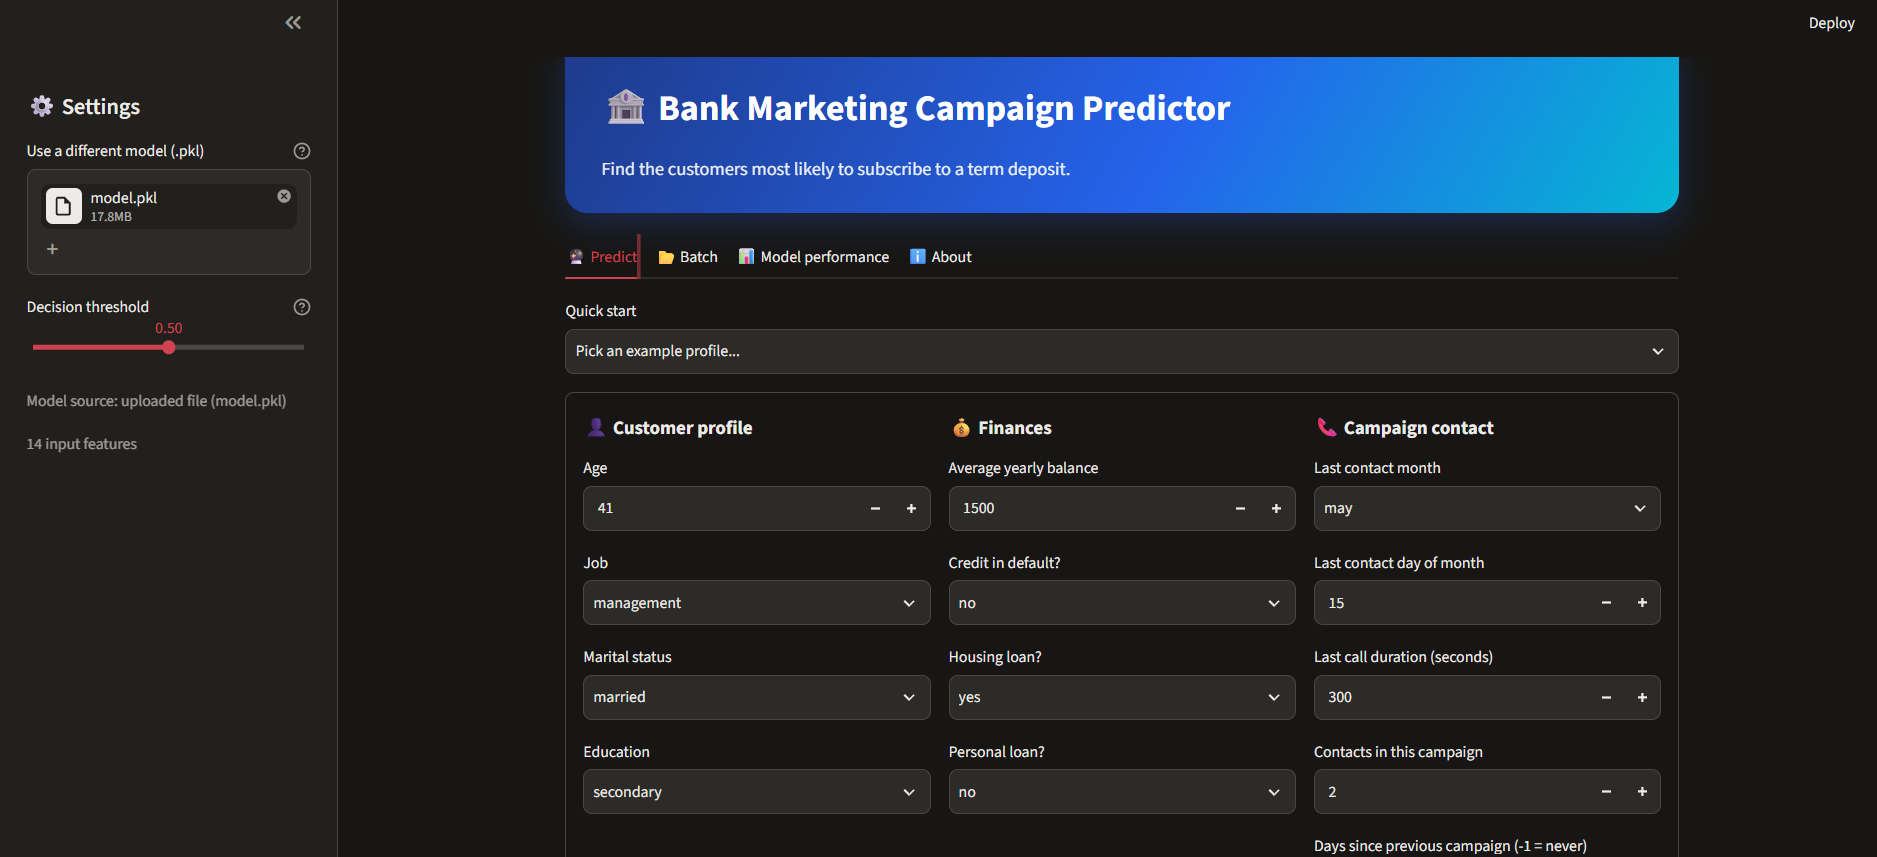 Deploy
Settings
Use a different model (.pkl)
model.pkl
17.8MB
Decision threshold
0.50
Model source: uploaded file (model.pkl)
14 input features
Bank Marketing Campaign Predictor
Find the customers most likely to subscribe to a term deposit.
Predict Batch Model performance About
Quick start
Pick an example profile...
Customer profile
Age
41
Job
management
Marital status
married
Education
secondary
Finances
Average yearly balance
1500
Credit in default?
no
Housing loan?
yes
Personal loan?
no
Campaign contact
Last contact month
may
Last contact day of month
15
Last call duration (seconds)
300
Contacts in this campaign
2
Days since previous campaign (-1 = never)